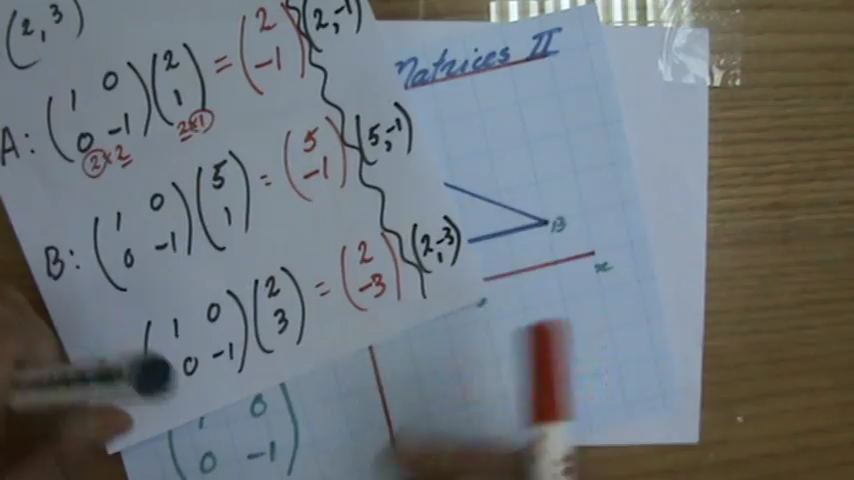 (2,3)
A: (1 0 0 -1) (2 1) = (2 -1) (2,-1)
2×2 2×1
B: (1 0 0 -1) (5 1) = (5 -1) (5,-1)
(1 0 0 -1) (2 3) = (2 -3) (2,-3)
Matrices II
B
x
(1 0 0 -1)